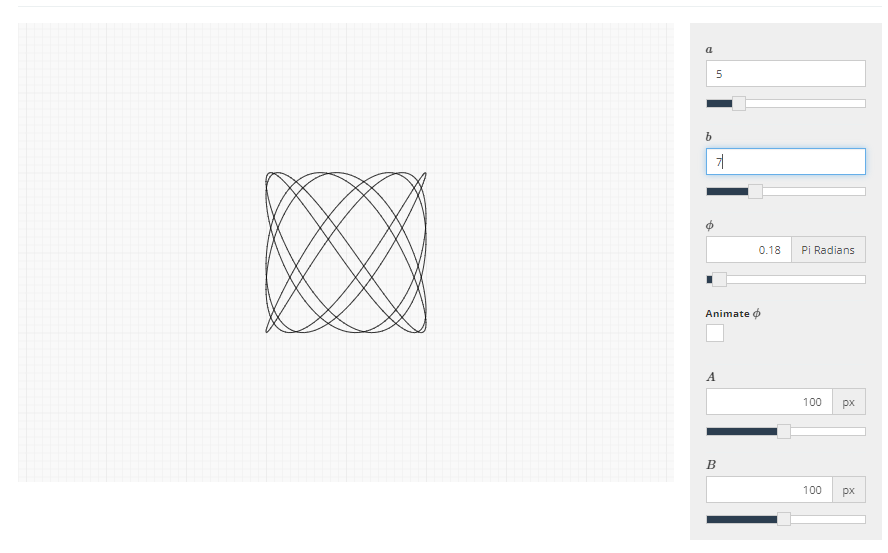 a
5
b
7
ϕ
0.18 Pi Radians
Animate ϕ
A
100 px
B
100 px